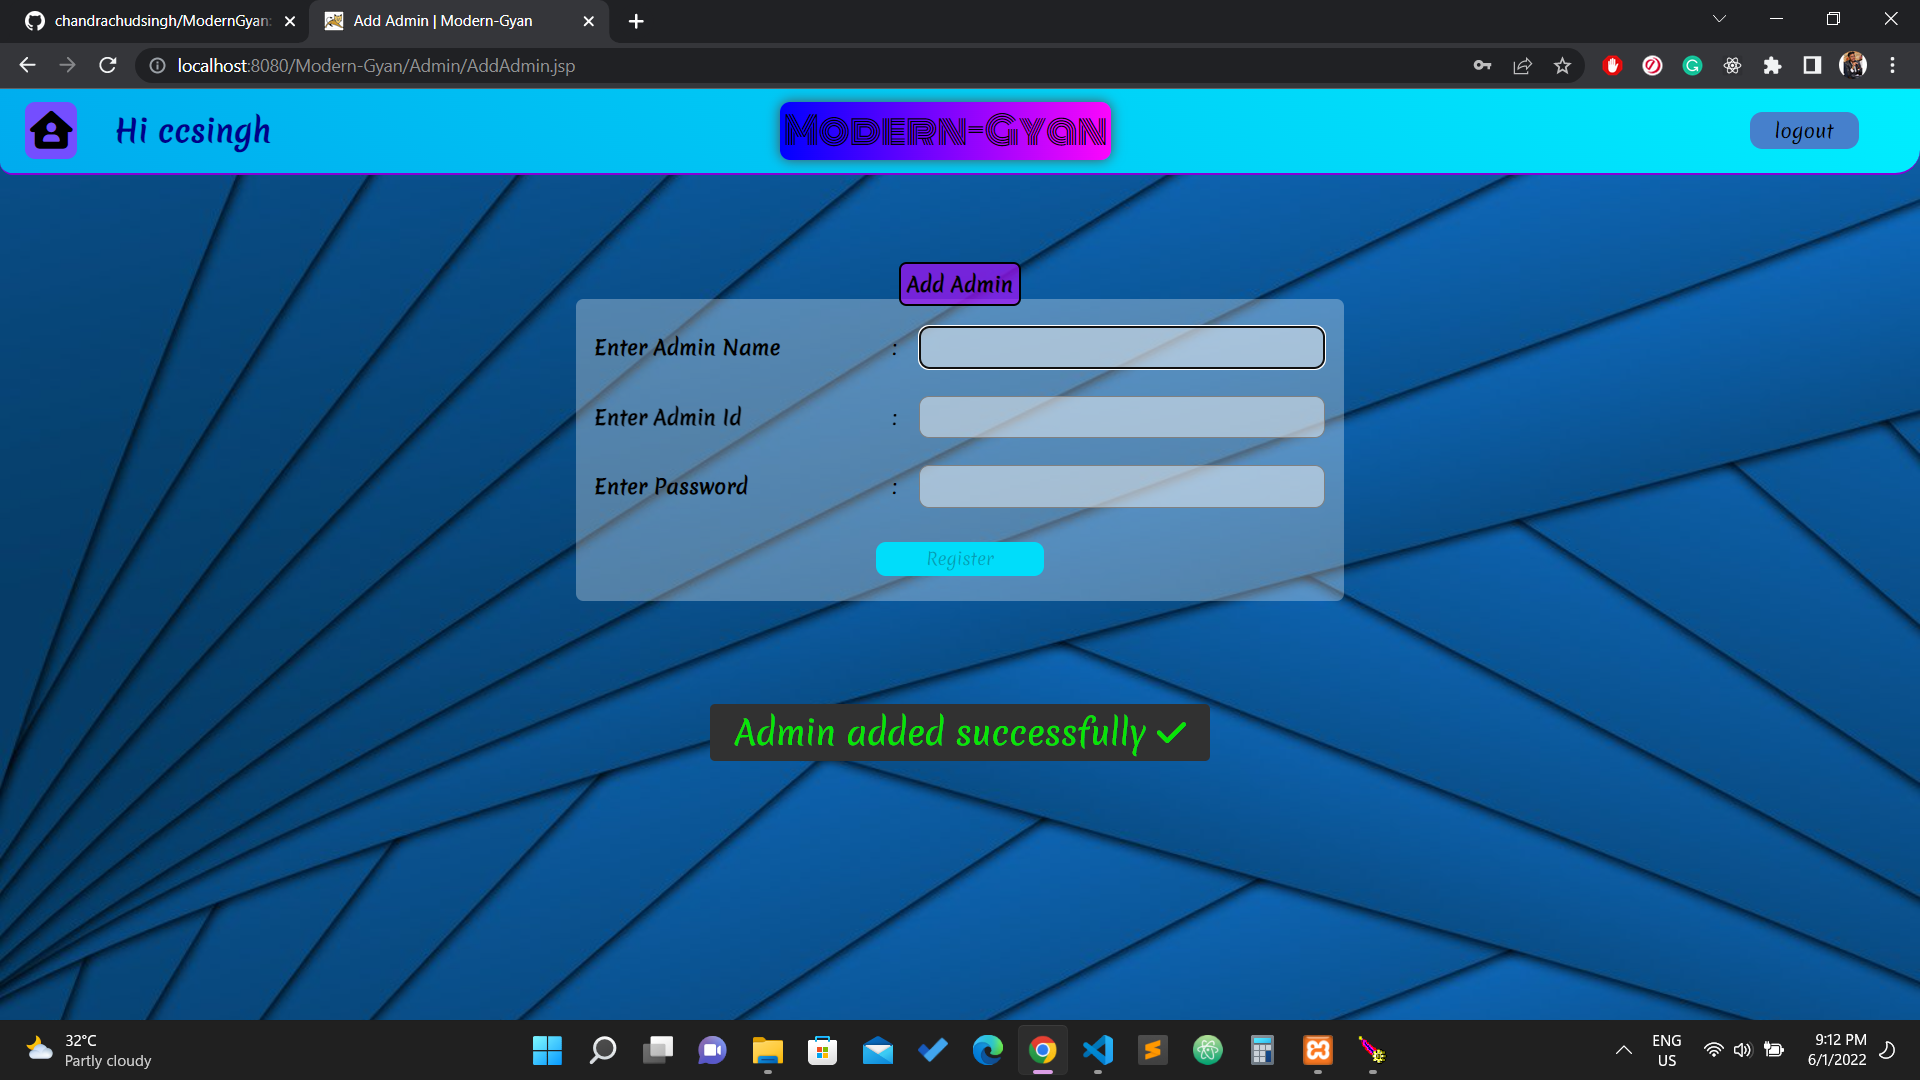 chandrachudsingh/ModernGyan:
Add Admin | Modern-Gyan
localhost:8080/Modern-Gyan/Admin/AddAdmin.jsp
Hi ccsingh
Modern-Gyan
logout
Add Admin
Enter Admin Name :
Enter Admin Id :
Enter Password :
Register
Admin added successfully
32°C
Partly cloudy
ENG
US
9:12 PM
6/1/2022